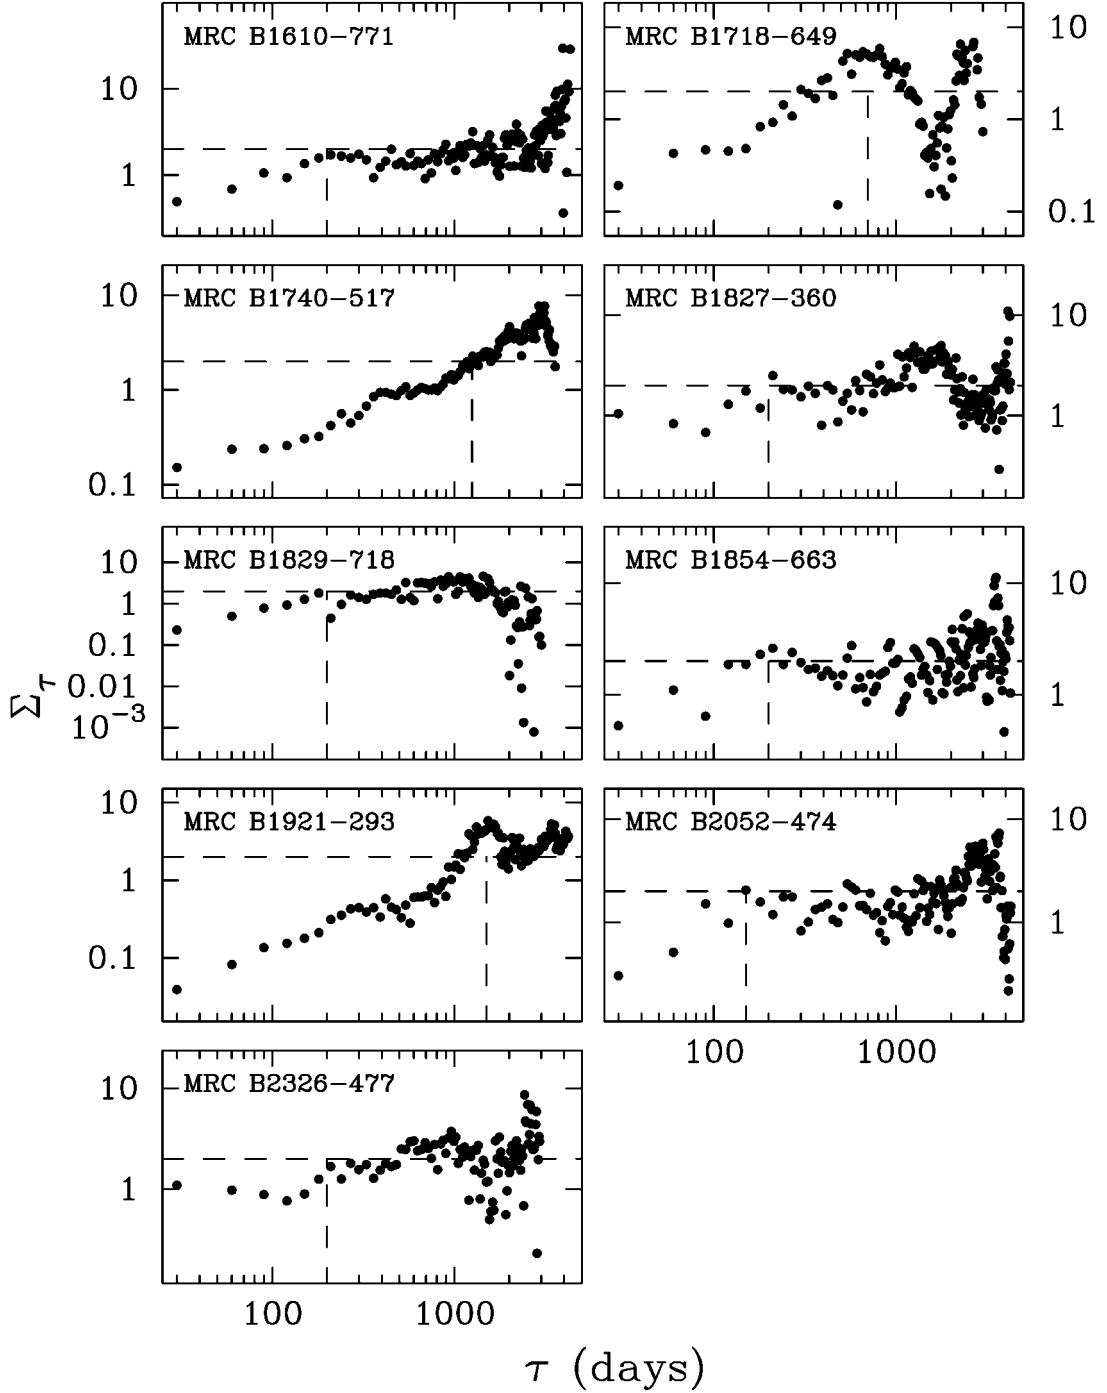 MRC B1610−771
10
1
MRC B1718−649
10
1
0.1
MRC B1740−517
10
1
0.1
MRC B1827−360
10
1
MRC B1829−718
10
1
0.1
0.01
10⁻³
MRC B1854−663
10
1
Σ_τ
MRC B1921−293
10
1
0.1
MRC B2052−474
10
1
100 1000
MRC B2326−477
10
1
100 1000
τ (days)